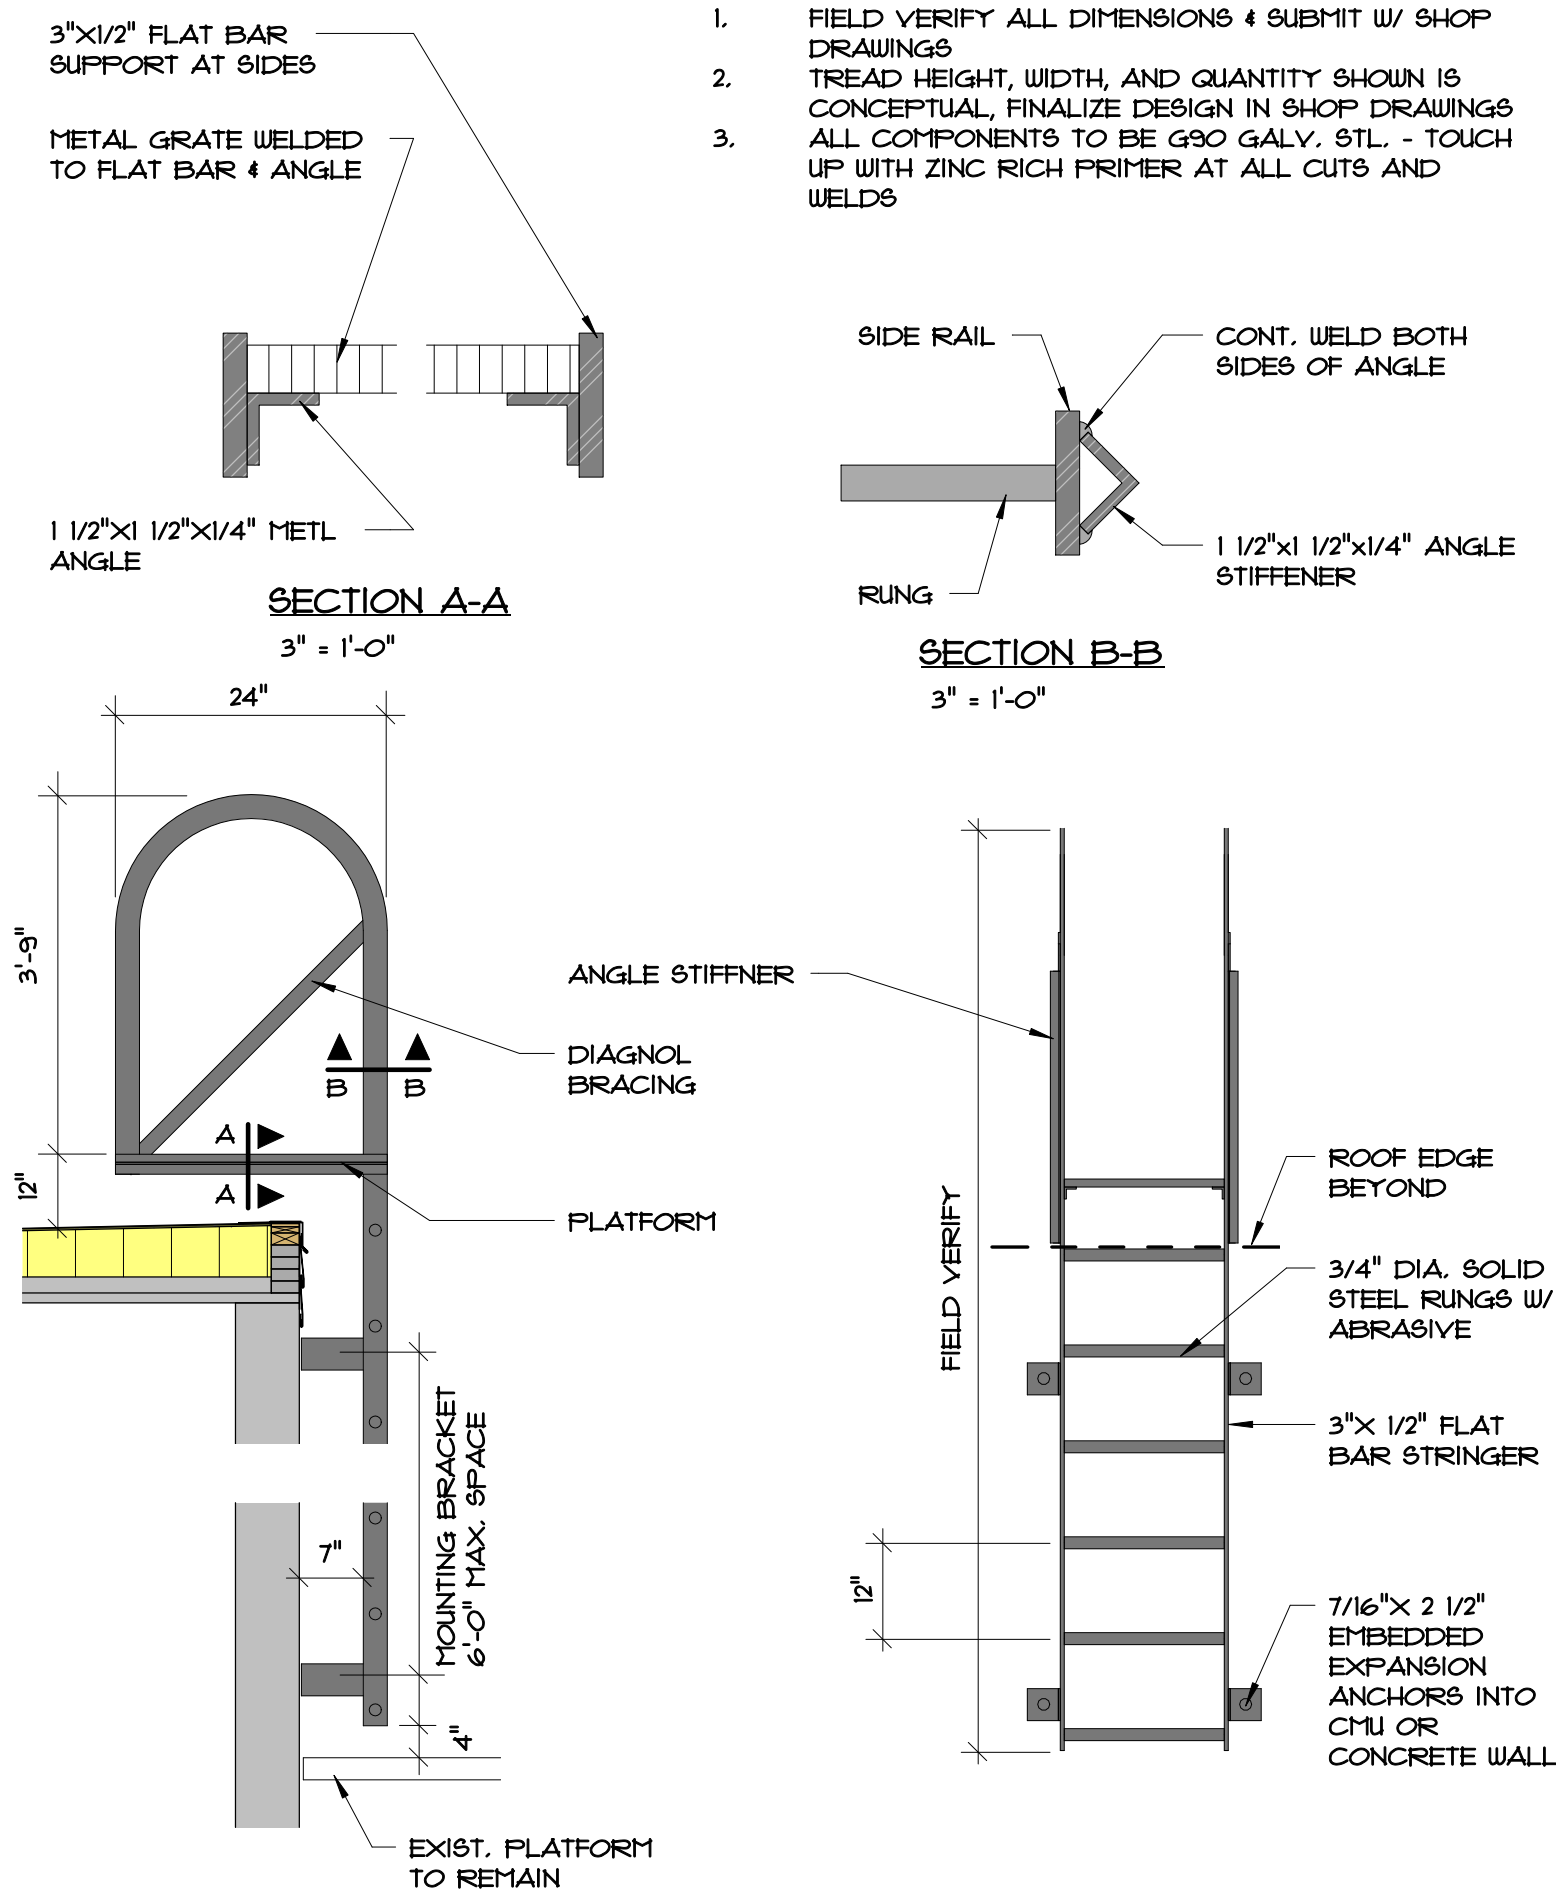 3"X1/2" FLAT BAR
SUPPORT AT SIDES
METAL GRATE WELDED
TO FLAT BAR & ANGLE
1. FIELD VERIFY ALL DIMENSIONS & SUBMIT W/ SHOP
DRAWINGS
2. TREAD HEIGHT, WIDTH, AND QUANTITY SHOWN IS
CONCEPTUAL, FINALIZE DESIGN IN SHOP DRAWINGS
3. ALL COMPONENTS TO BE G90 GALV. STL. - TOUCH
UP WITH ZINC RICH PRIMER AT ALL CUTS AND
WELDS
1 1/2"X1 1/2"X1/4" METL
ANGLE
SECTION A-A
3" = 1'-0"
SIDE RAIL
CONT. WELD BOTH
SIDES OF ANGLE
1 1/2"x1 1/2"x1/4" ANGLE
STIFFENER
RUNG
SECTION B-B
3" = 1'-0"
24"
3'-9"
12"
ANGLE STIFFNER
DIAGNOL
BRACING
B B
A
A
PLATFORM
MOUNTING BRACKET
6'-0" MAX. SPACE
7"
4"
EXIST. PLATFORM
TO REMAIN
FIELD VERIFY
12"
ROOF EDGE
BEYOND
3/4" DIA. SOLID
STEEL RUNGS W/
ABRASIVE
3"X 1/2" FLAT
BAR STRINGER
7/16"X 2 1/2"
EMBEDDED
EXPANSION
ANCHORS INTO
CMU OR
CONCRETE WALL